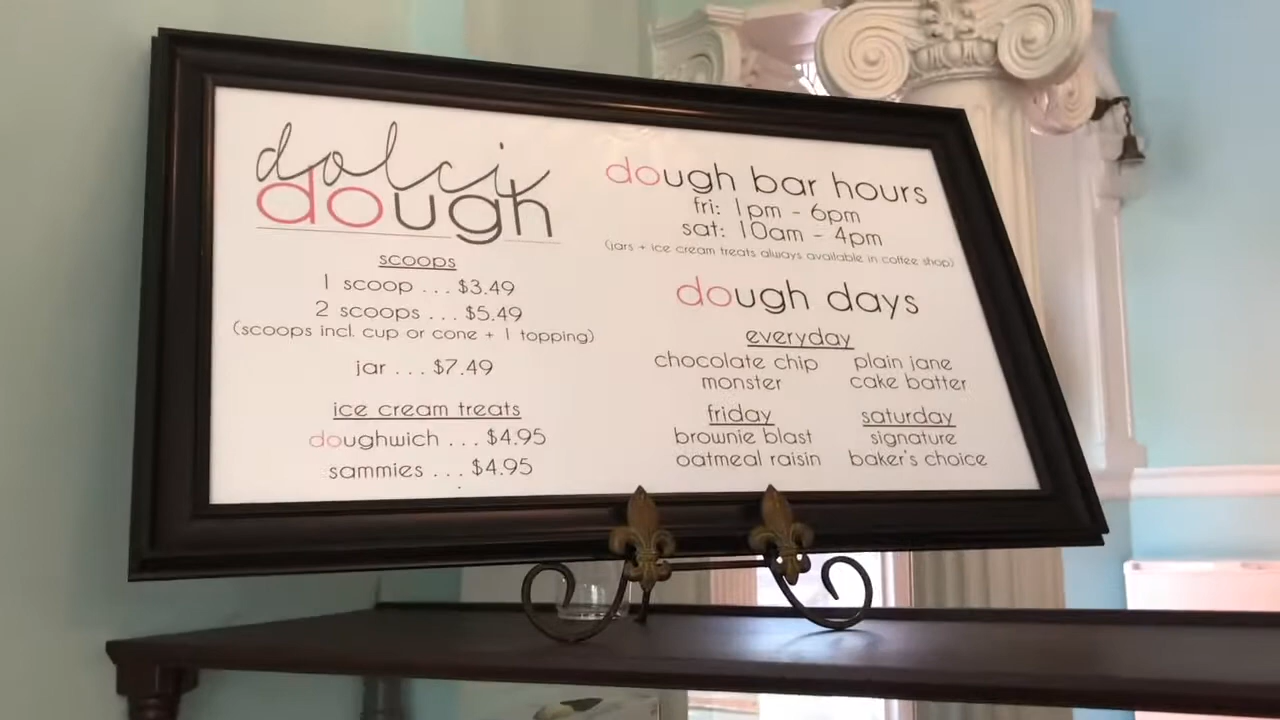 dolci
dough
scoops
1 scoop . . . $3.49
2 scoops . . . $5.49
(scoops incl. cup or cone + 1 topping)
jar . . . $7.49
ice cream treats
doughwich . . . $4.95
sammies . . . $4.95
dough bar hours
fri: 1pm - 6pm
sat: 10am - 4pm
(jars + ice cream treats always available in coffee shop)
dough days
everyday
chocolate chip plain jane
monster cake batter
friday saturday
brownie blast signature
oatmeal raisin baker's choice